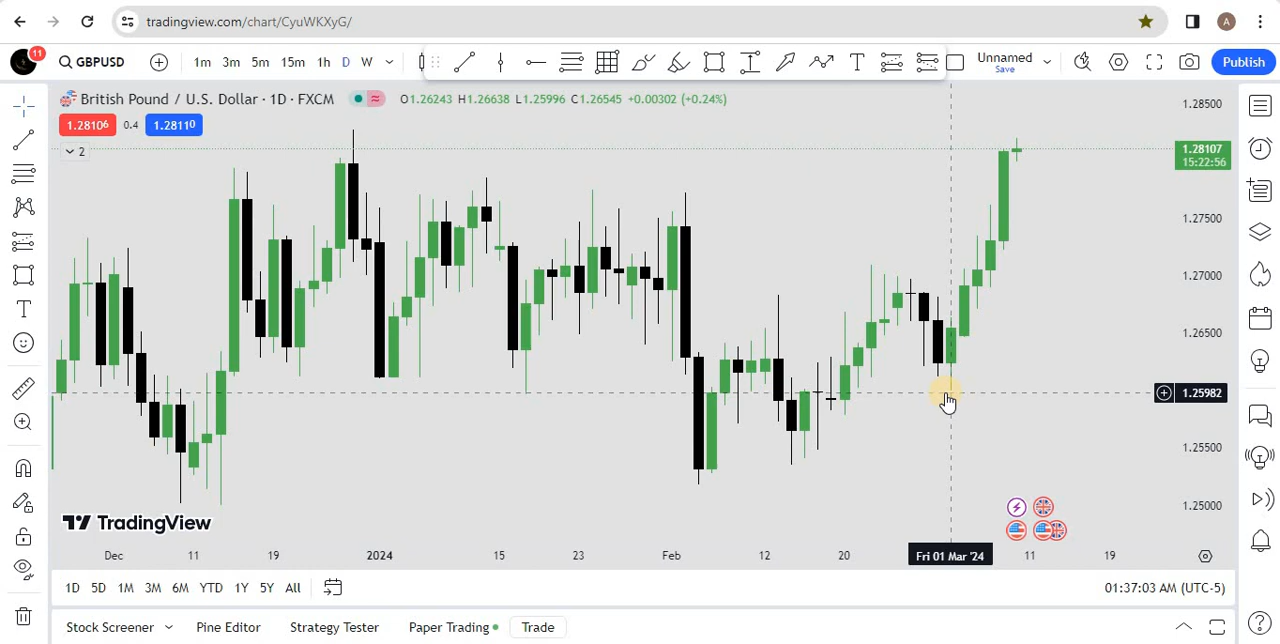 tradingview.com/chart/CyuWKXyG/
A
11
GBPUSD
1m 3m 5m 15m 1h D W
T
Unnamed
Save
Publish
British Pound / U.S. Dollar · 1D · FXCM
O1.26243 H1.26638 L1.25996 C1.26545 +0.00302 (+0.24%)
1.28106 0.4 1.28110
2
1.28500
1.28107
15:22:56
1.27500
1.27000
1.26500
1.25982
1.25500
1.25000
T
TradingView
Dec 11 19 2024 15 23 Feb 12 20 Fri 01 Mar '24 11 19
1D 5D 1M 3M 6M YTD 1Y 5Y All
01:37:03 AM (UTC-5)
Stock Screener Pine Editor Strategy Tester Paper Trading Trade